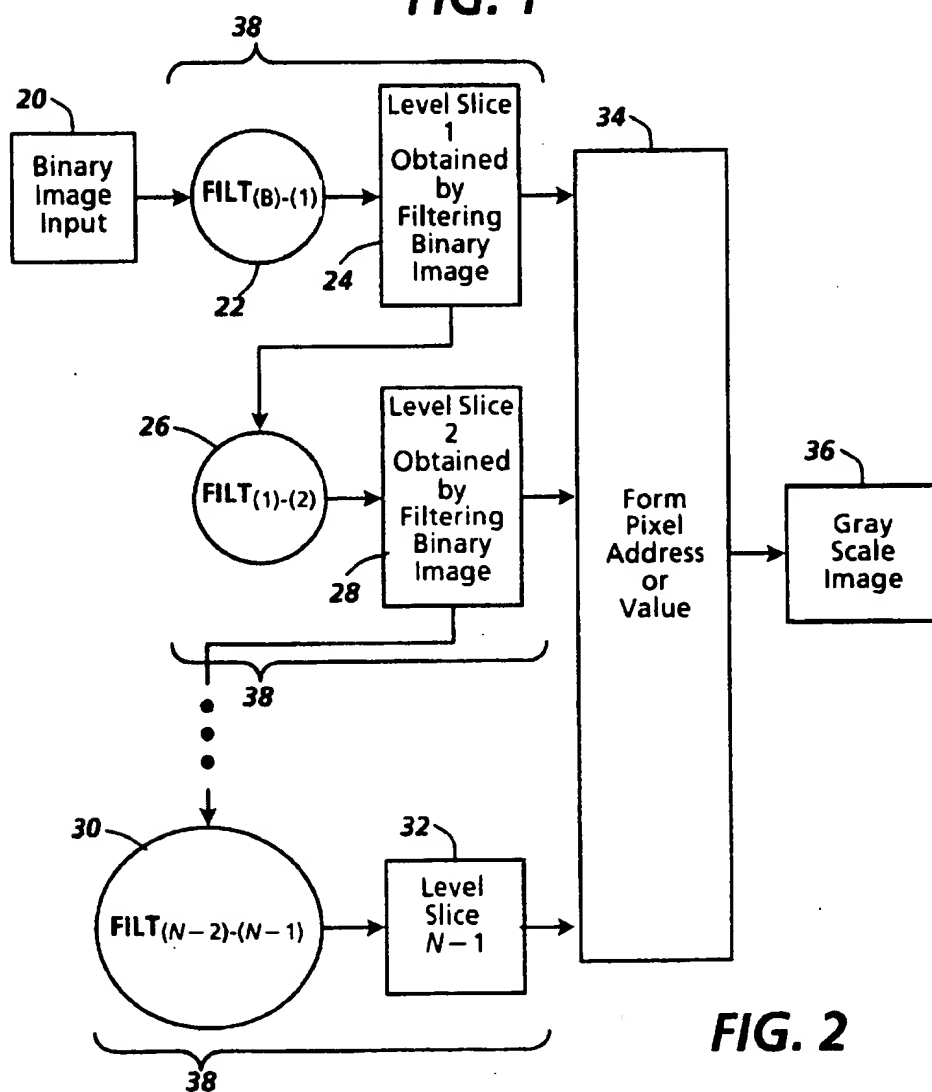 FIG. 1
38
20
Binary
Image
Input
FILT(B)-(1)
22
Level Slice
1
Obtained
by
Filtering
Binary
Image
24
34
Form
Pixel
Address
or
Value
26
FILT(1)-(2)
Level Slice
2
Obtained
by
Filtering
Binary
Image
28
36
Gray
Scale
Image
38
30
FILT(N−2)-(N−1)
32
Level
Slice
N−1
38
FIG. 2